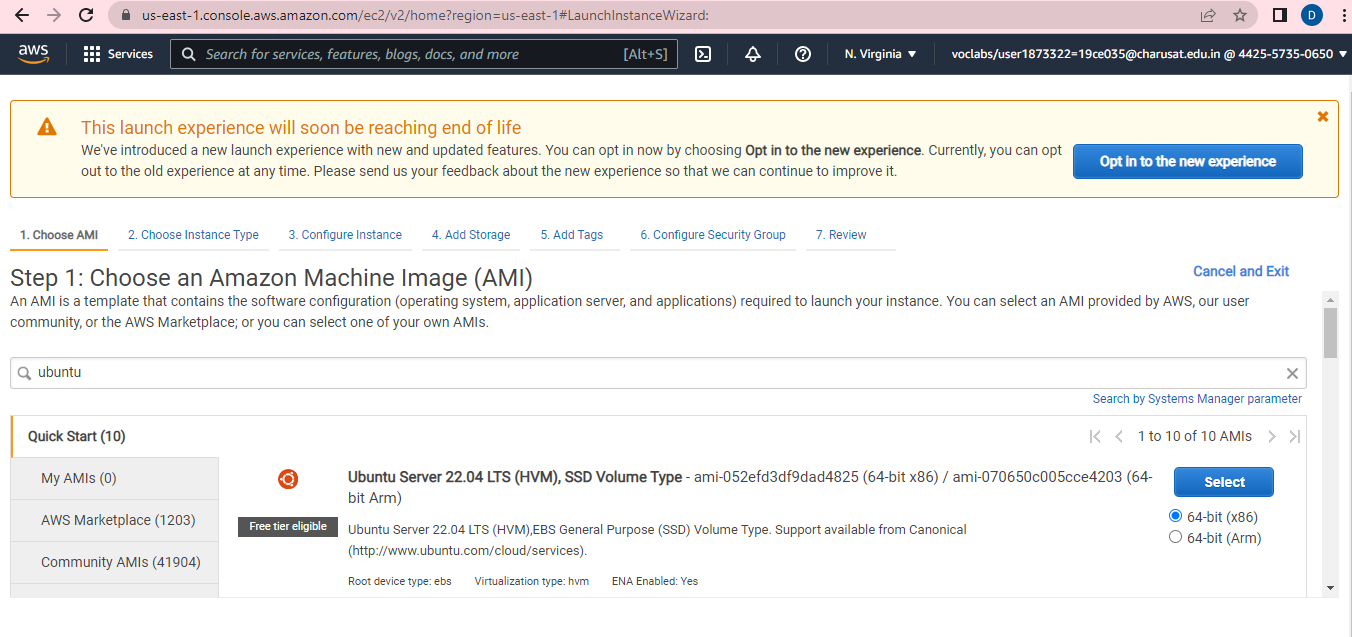 us-east-1.console.aws.amazon.com/ec2/v2/home?region=us-east-1#LaunchInstanceWizard:
D
aws
Services
Search for services, features, blogs, docs, and more
[Alt+S]
N. Virginia
voclabs/user1873322=19ce035@charusat.edu.in @ 4425-5735-0650
This launch experience will soon be reaching end of life
We've introduced a new launch experience with new and updated features. You can opt in now by choosing Opt in to the new experience. Currently, you can opt
out to the old experience at any time. Please send us your feedback about the new experience so that we can continue to improve it.
Opt in to the new experience
1. Choose AMI
2. Choose Instance Type
3. Configure Instance
4. Add Storage
5. Add Tags
6. Configure Security Group
7. Review
Step 1: Choose an Amazon Machine Image (AMI)
Cancel and Exit
An AMI is a template that contains the software configuration (operating system, application server, and applications) required to launch your instance. You can select an AMI provided by AWS, our user
community, or the AWS Marketplace; or you can select one of your own AMIs.
ubuntu
Search by Systems Manager parameter
Quick Start (10)
1 to 10 of 10 AMIs
My AMIs (0)
AWS Marketplace (1203)
Community AMIs (41904)
Ubuntu Server 22.04 LTS (HVM), SSD Volume Type - ami-052efd3df9dad4825 (64-bit x86) / ami-070650c005cce4203 (64-
bit Arm)
Free tier eligible
Ubuntu Server 22.04 LTS (HVM),EBS General Purpose (SSD) Volume Type. Support available from Canonical
(http://www.ubuntu.com/cloud/services).
Root device type: ebs
Virtualization type: hvm
ENA Enabled: Yes
Select
64-bit (x86)
64-bit (Arm)